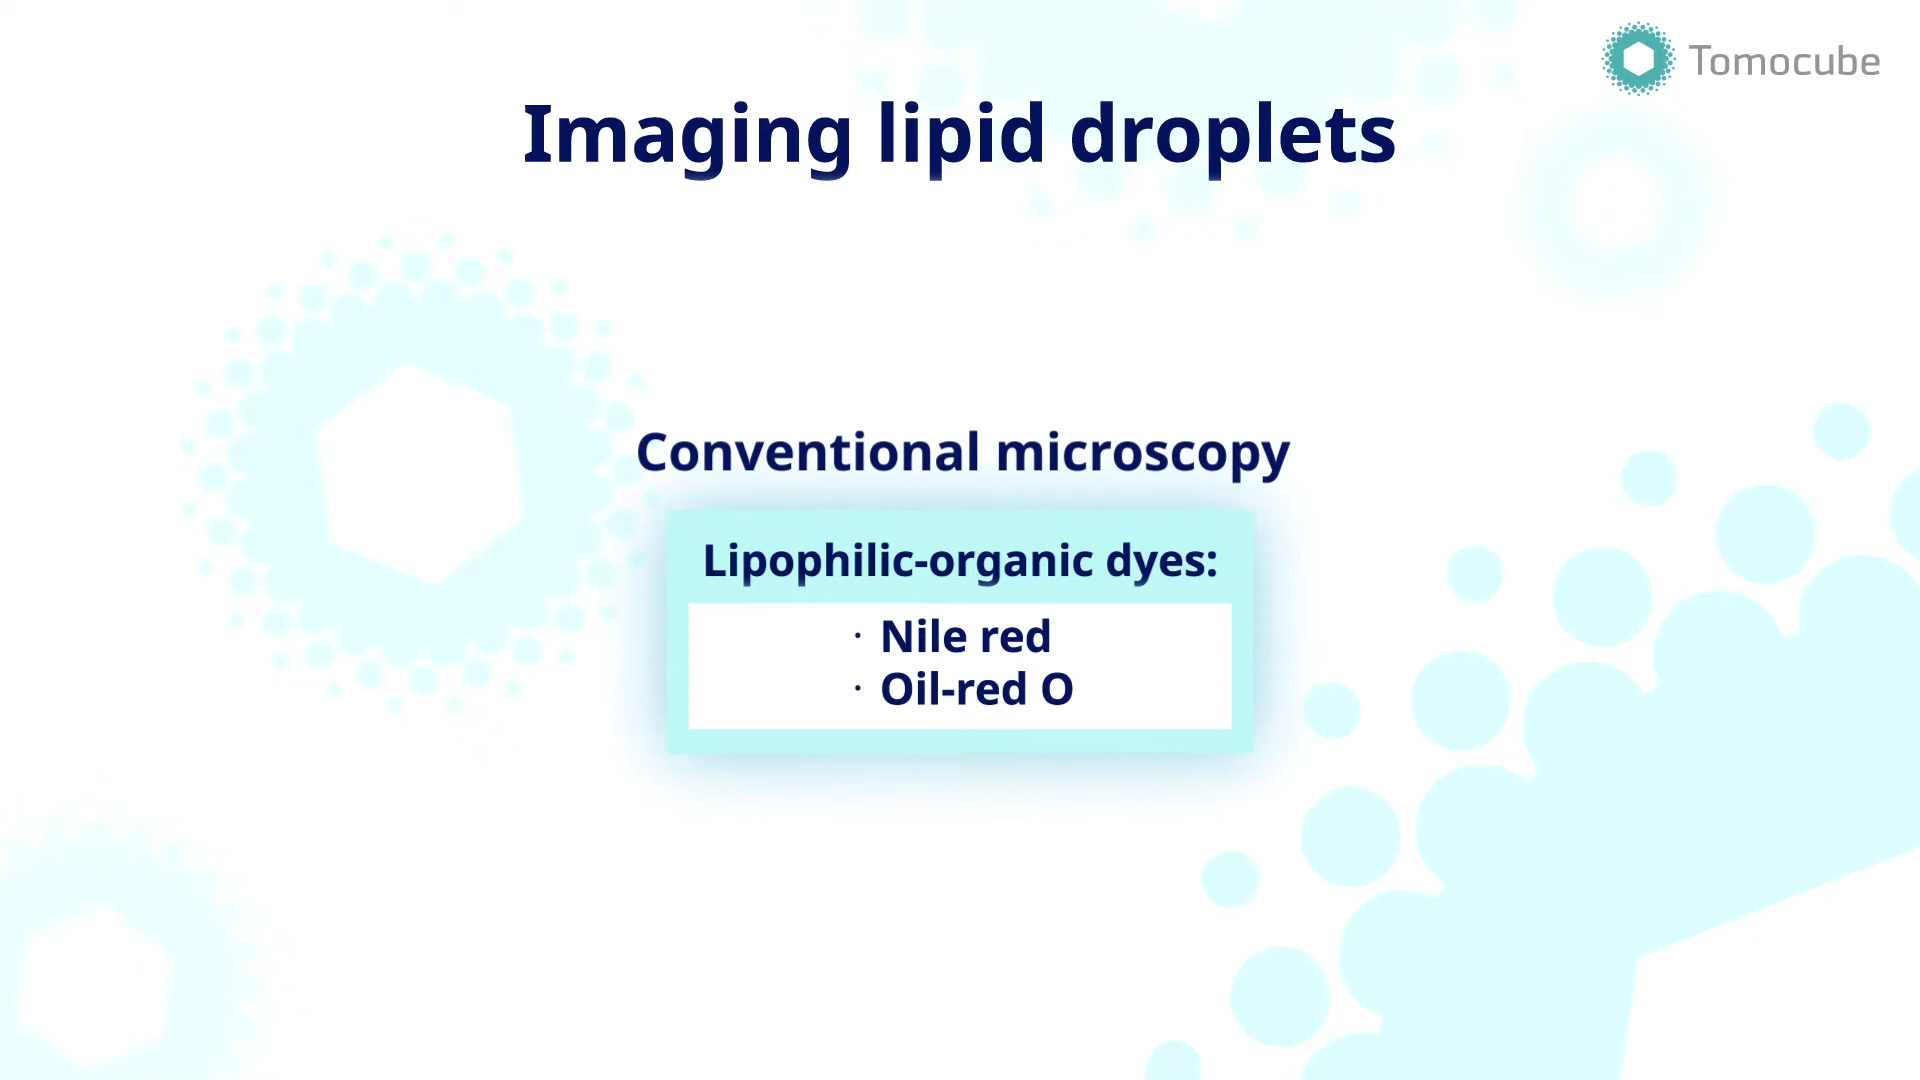 Tomocube
Imaging lipid droplets
Conventional microscopy
Lipophilic-organic dyes:
· Nile red
· Oil-red O